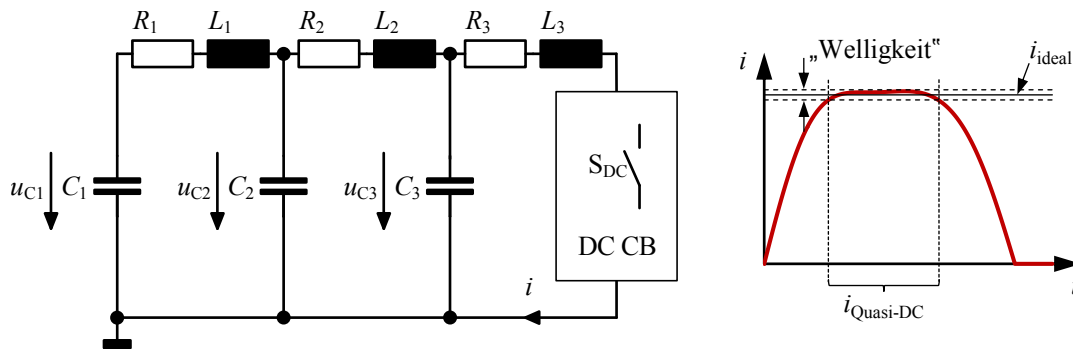 R1 L1 R2 L2 R3 L3
uC1 C1 uC2 C2 uC3 C3
SDC
DC CB
i
i
„Welligkeit“
iideal
iQuasi-DC